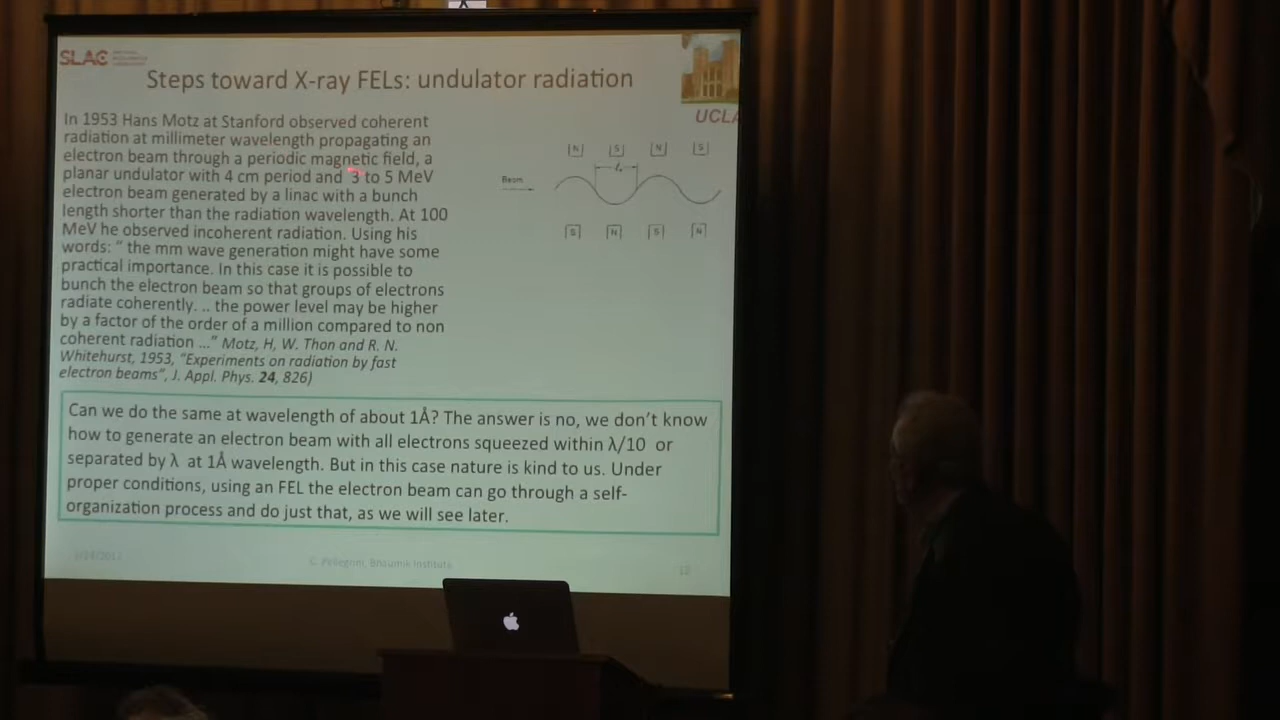 SLAC
Steps toward X-ray FELs: undulator radiation
UCLA
In 1953 Hans Motz at Stanford observed coherent
radiation at millimeter wavelength propagating an
electron beam through a periodic magnetic field, a
planar undulator with 4 cm period and 3 to 5 MeV
electron beam generated by a linac with a bunch
length shorter than the radiation wavelength. At 100
MeV he observed incoherent radiation. Using his
words: “ the mm wave generation might have some
practical importance. In this case it is possible to
bunch the electron beam so that groups of electrons
radiate coherently. .. the power level may be higher
by a factor of the order of a million compared to non
coherent radiation ...” Motz, H, W. Thon and R. N.
Whitehurst, 1953, “Experiments on radiation by fast
electron beams”, J. Appl. Phys. 24, 826)
N S N S
Beam
S N S N
Can we do the same at wavelength of about 1Å? The answer is no, we don’t know
how to generate an electron beam with all electrons squeezed within λ/10 or
separated by λ at 1Å wavelength. But in this case nature is kind to us. Under
proper conditions, using an FEL the electron beam can go through a self-
organization process and do just that, as we will see later.
C. Pellegrini, Bhaumik Institute